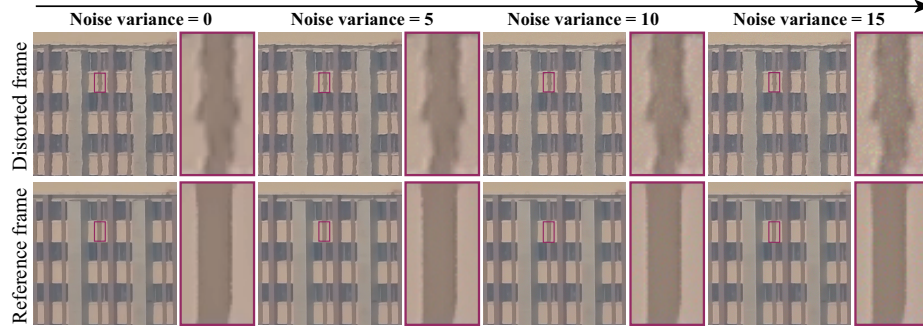 Noise variance = 0
Noise variance = 5
Noise variance = 10
Noise variance = 15
Distorted frame
Reference frame